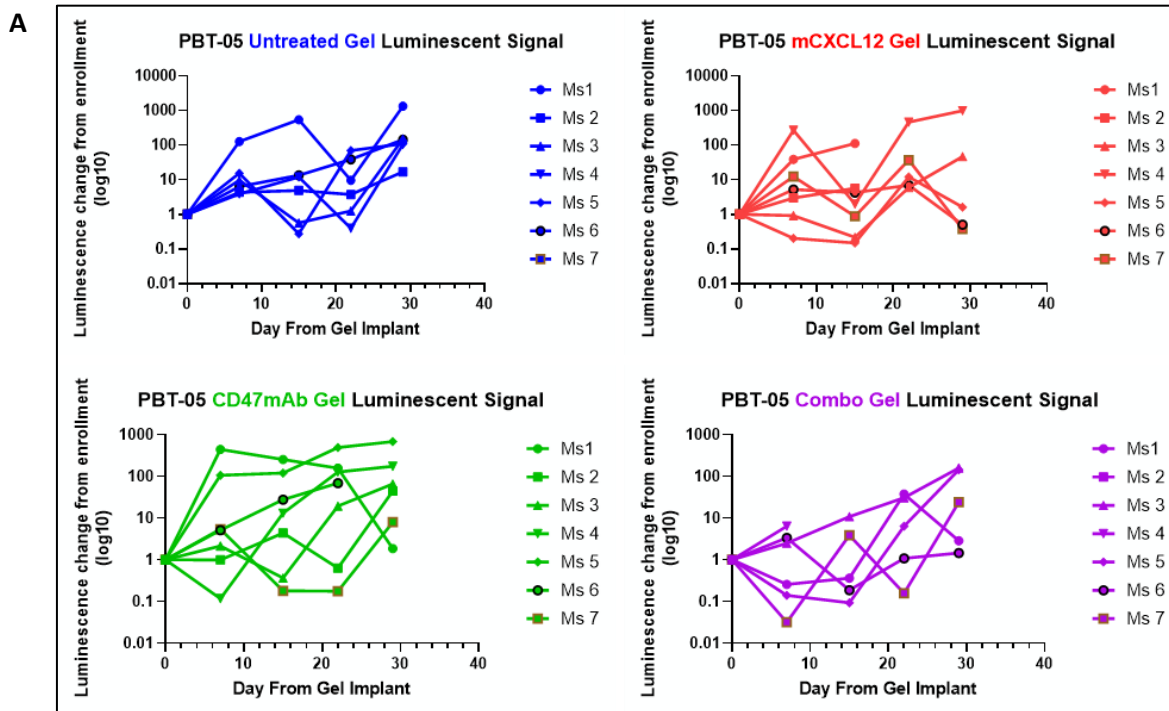 A
PBT-05 Untreated Gel Luminescent Signal
Luminescence change from enrollment
(log10)
10000
1000
100
10
1
0.1
0.01
0
10
20
30
40
Day From Gel Implant
Ms1
Ms 2
Ms 3
Ms 4
Ms 5
Ms 6
Ms 7
PBT-05 mCXCL12 Gel Luminescent Signal
Luminescence change from enrollment
(log10)
10000
1000
100
10
1
0.1
0.01
0
10
20
30
40
Day From Gel Implant
Ms1
Ms 2
Ms 3
Ms 4
Ms 5
Ms 6
Ms 7
PBT-05 CD47mAb Gel Luminescent Signal
Luminescence change from enrollment
(log10)
1000
100
10
1
0.1
0.01
0
10
20
30
40
Day From Gel Implant
Ms1
Ms 2
Ms 3
Ms 4
Ms 5
Ms 6
Ms 7
PBT-05 Combo Gel Luminescent Signal
Luminescence change from enrollment
(log10)
1000
100
10
1
0.1
0.01
0
10
20
30
40
Day From Gel Implant
Ms1
Ms 2
Ms 3
Ms 4
Ms 5
Ms 6
Ms 7